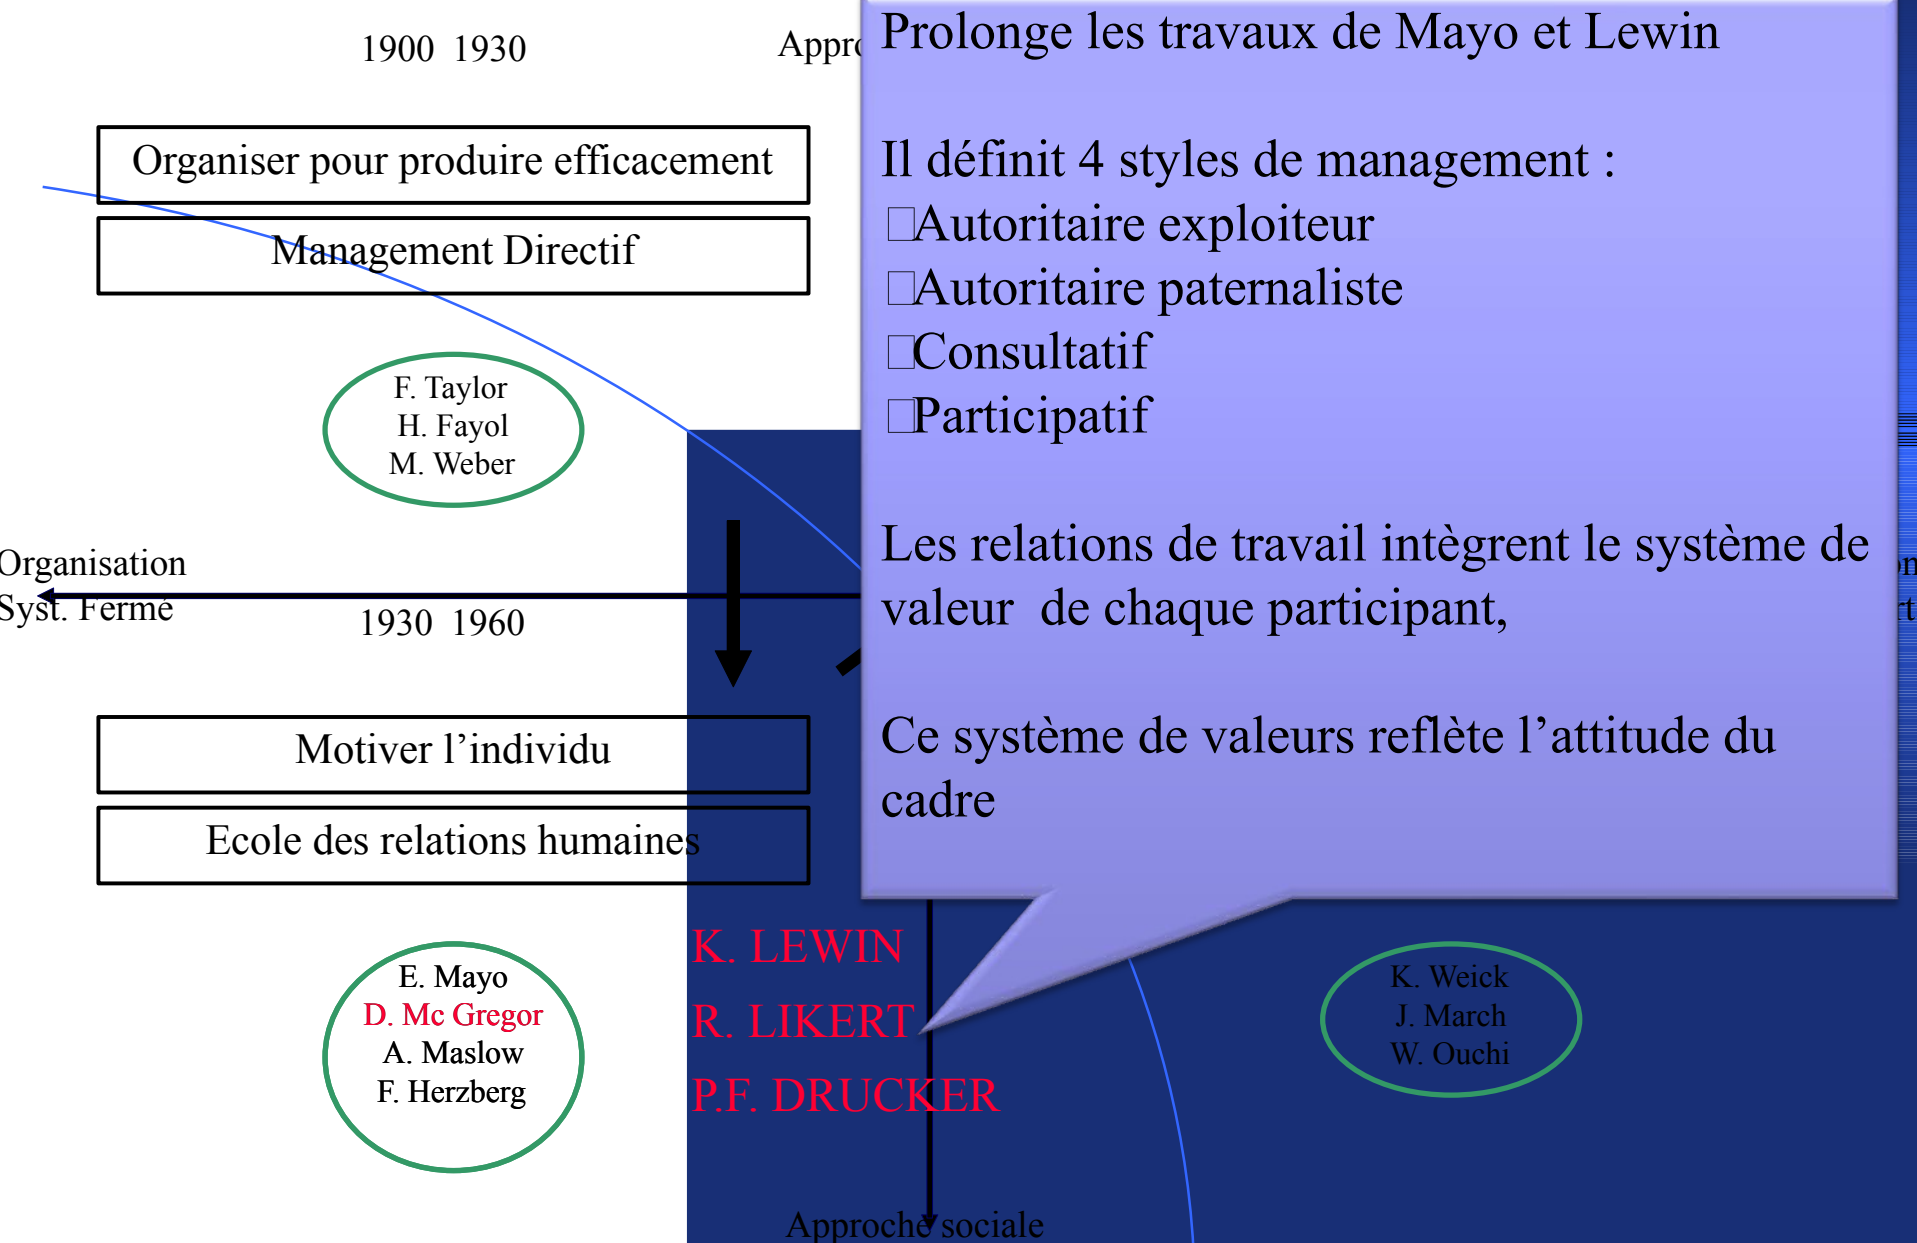 1900 1930
Organiser pour produire efficacement
Management Directif
F. Taylor
H. Fayol
M. Weber
Organisation
Syst. Fermé
1930 1960
Motiver l’individu
Ecole des relations humaines
E. Mayo
D. Mc Gregor
A. Maslow
F. Herzberg
Prolonge les travaux de Mayo et Lewin
Il définit 4 styles de management :
Autoritaire exploiteur
Autoritaire paternaliste
Consultatif
Participatif
Les relations de travail intègrent le système de
valeur de chaque participant,
Ce système de valeurs reflète l’attitude du
cadre
K. LEWIN
R. LIKERT
P.F. DRUCKER
K. Weick
J. March
W. Ouchi
Approche sociale